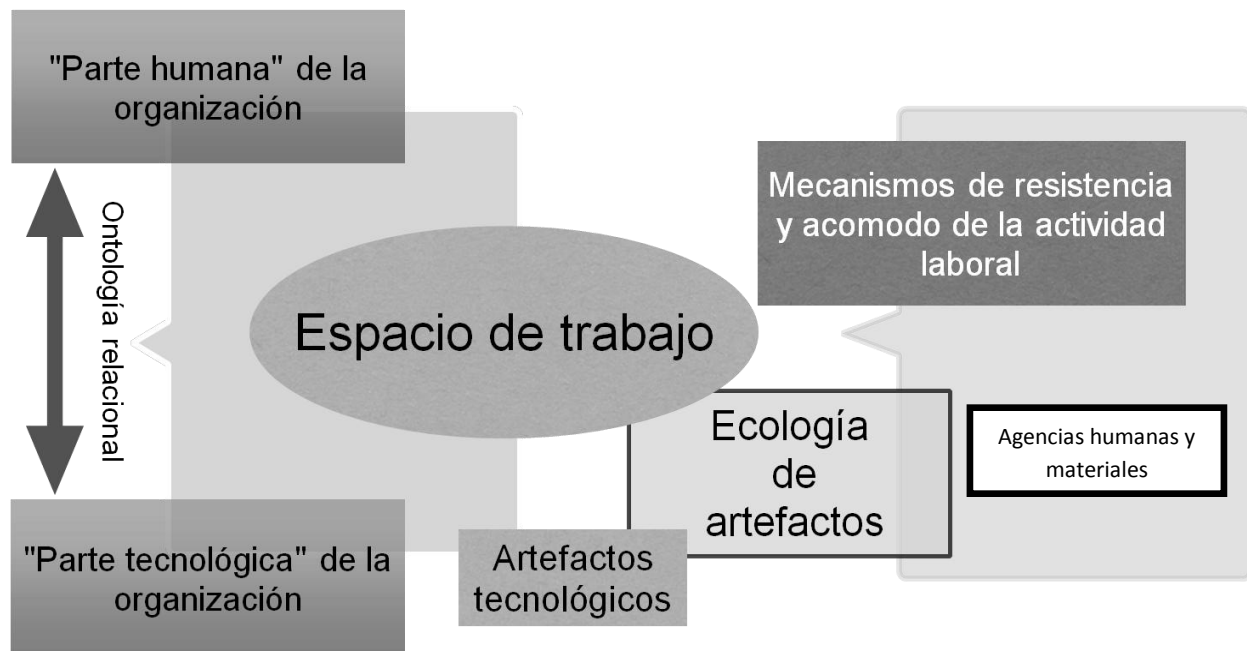 "Parte humana" de la
organización
Ontología relacional
"Parte tecnológica" de la
organización
Espacio de trabajo
Artefactos
tecnológicos
Ecología
de
artefactos
Mecanismos de resistencia
y acomodo de la actividad
laboral
Agencias humanas y
materiales